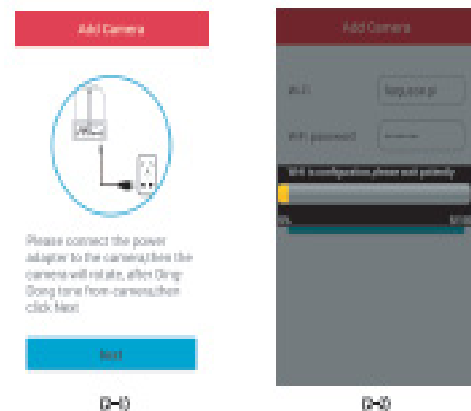 Add Camera
Please connect the power
adapter to the camera,then the
camera will rotate, after Ding-
Dong tone from camera,then
click Next
Next
Add Camera
Wi-Fi
WiFi password
Wi-Fi is configuration,please wait patiently